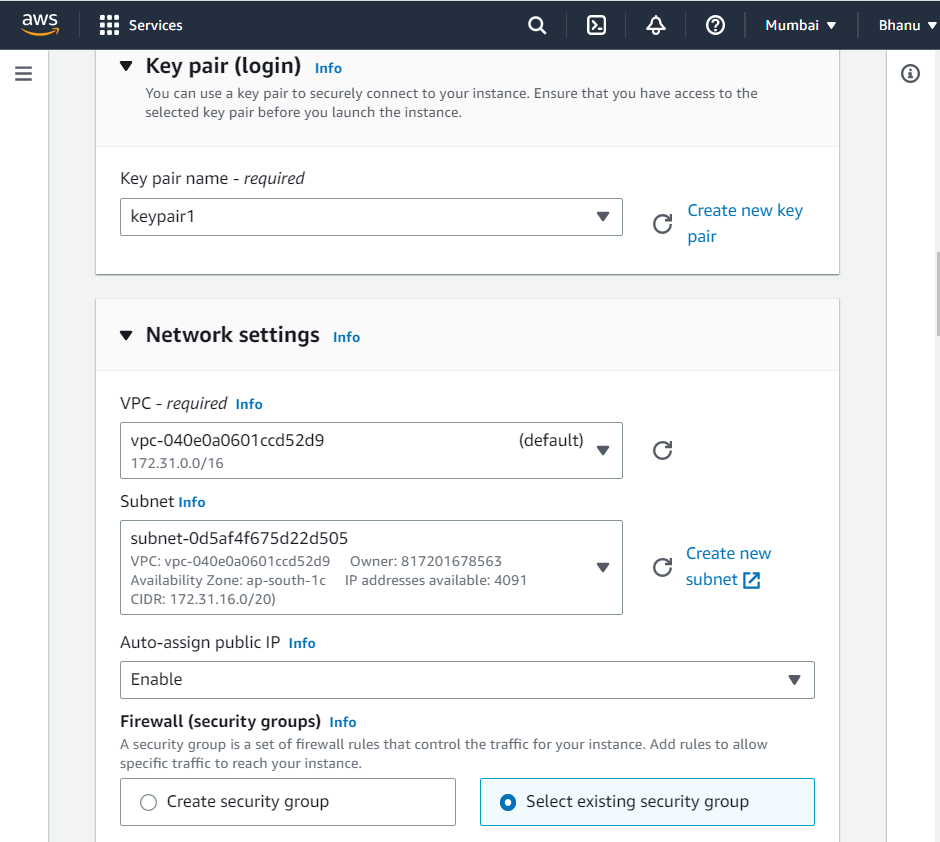 aws Services Mumbai Bhanu
Key pair (login) Info
You can use a key pair to securely connect to your instance. Ensure that you have access to the
selected key pair before you launch the instance.
Key pair name - required
keypair1
Create new key
pair
Network settings Info
VPC - required Info
vpc-040e0a0601ccd52d9 (default)
172.31.0.0/16
Subnet Info
subnet-0d5af4f675d22d505
VPC: vpc-040e0a0601ccd52d9 Owner: 817201678563
Availability Zone: ap-south-1c IP addresses available: 4091
CIDR: 172.31.16.0/20)
Create new
subnet
Auto-assign public IP Info
Enable
Firewall (security groups) Info
A security group is a set of firewall rules that control the traffic for your instance. Add rules to allow
specific traffic to reach your instance.
Create security group Select existing security group